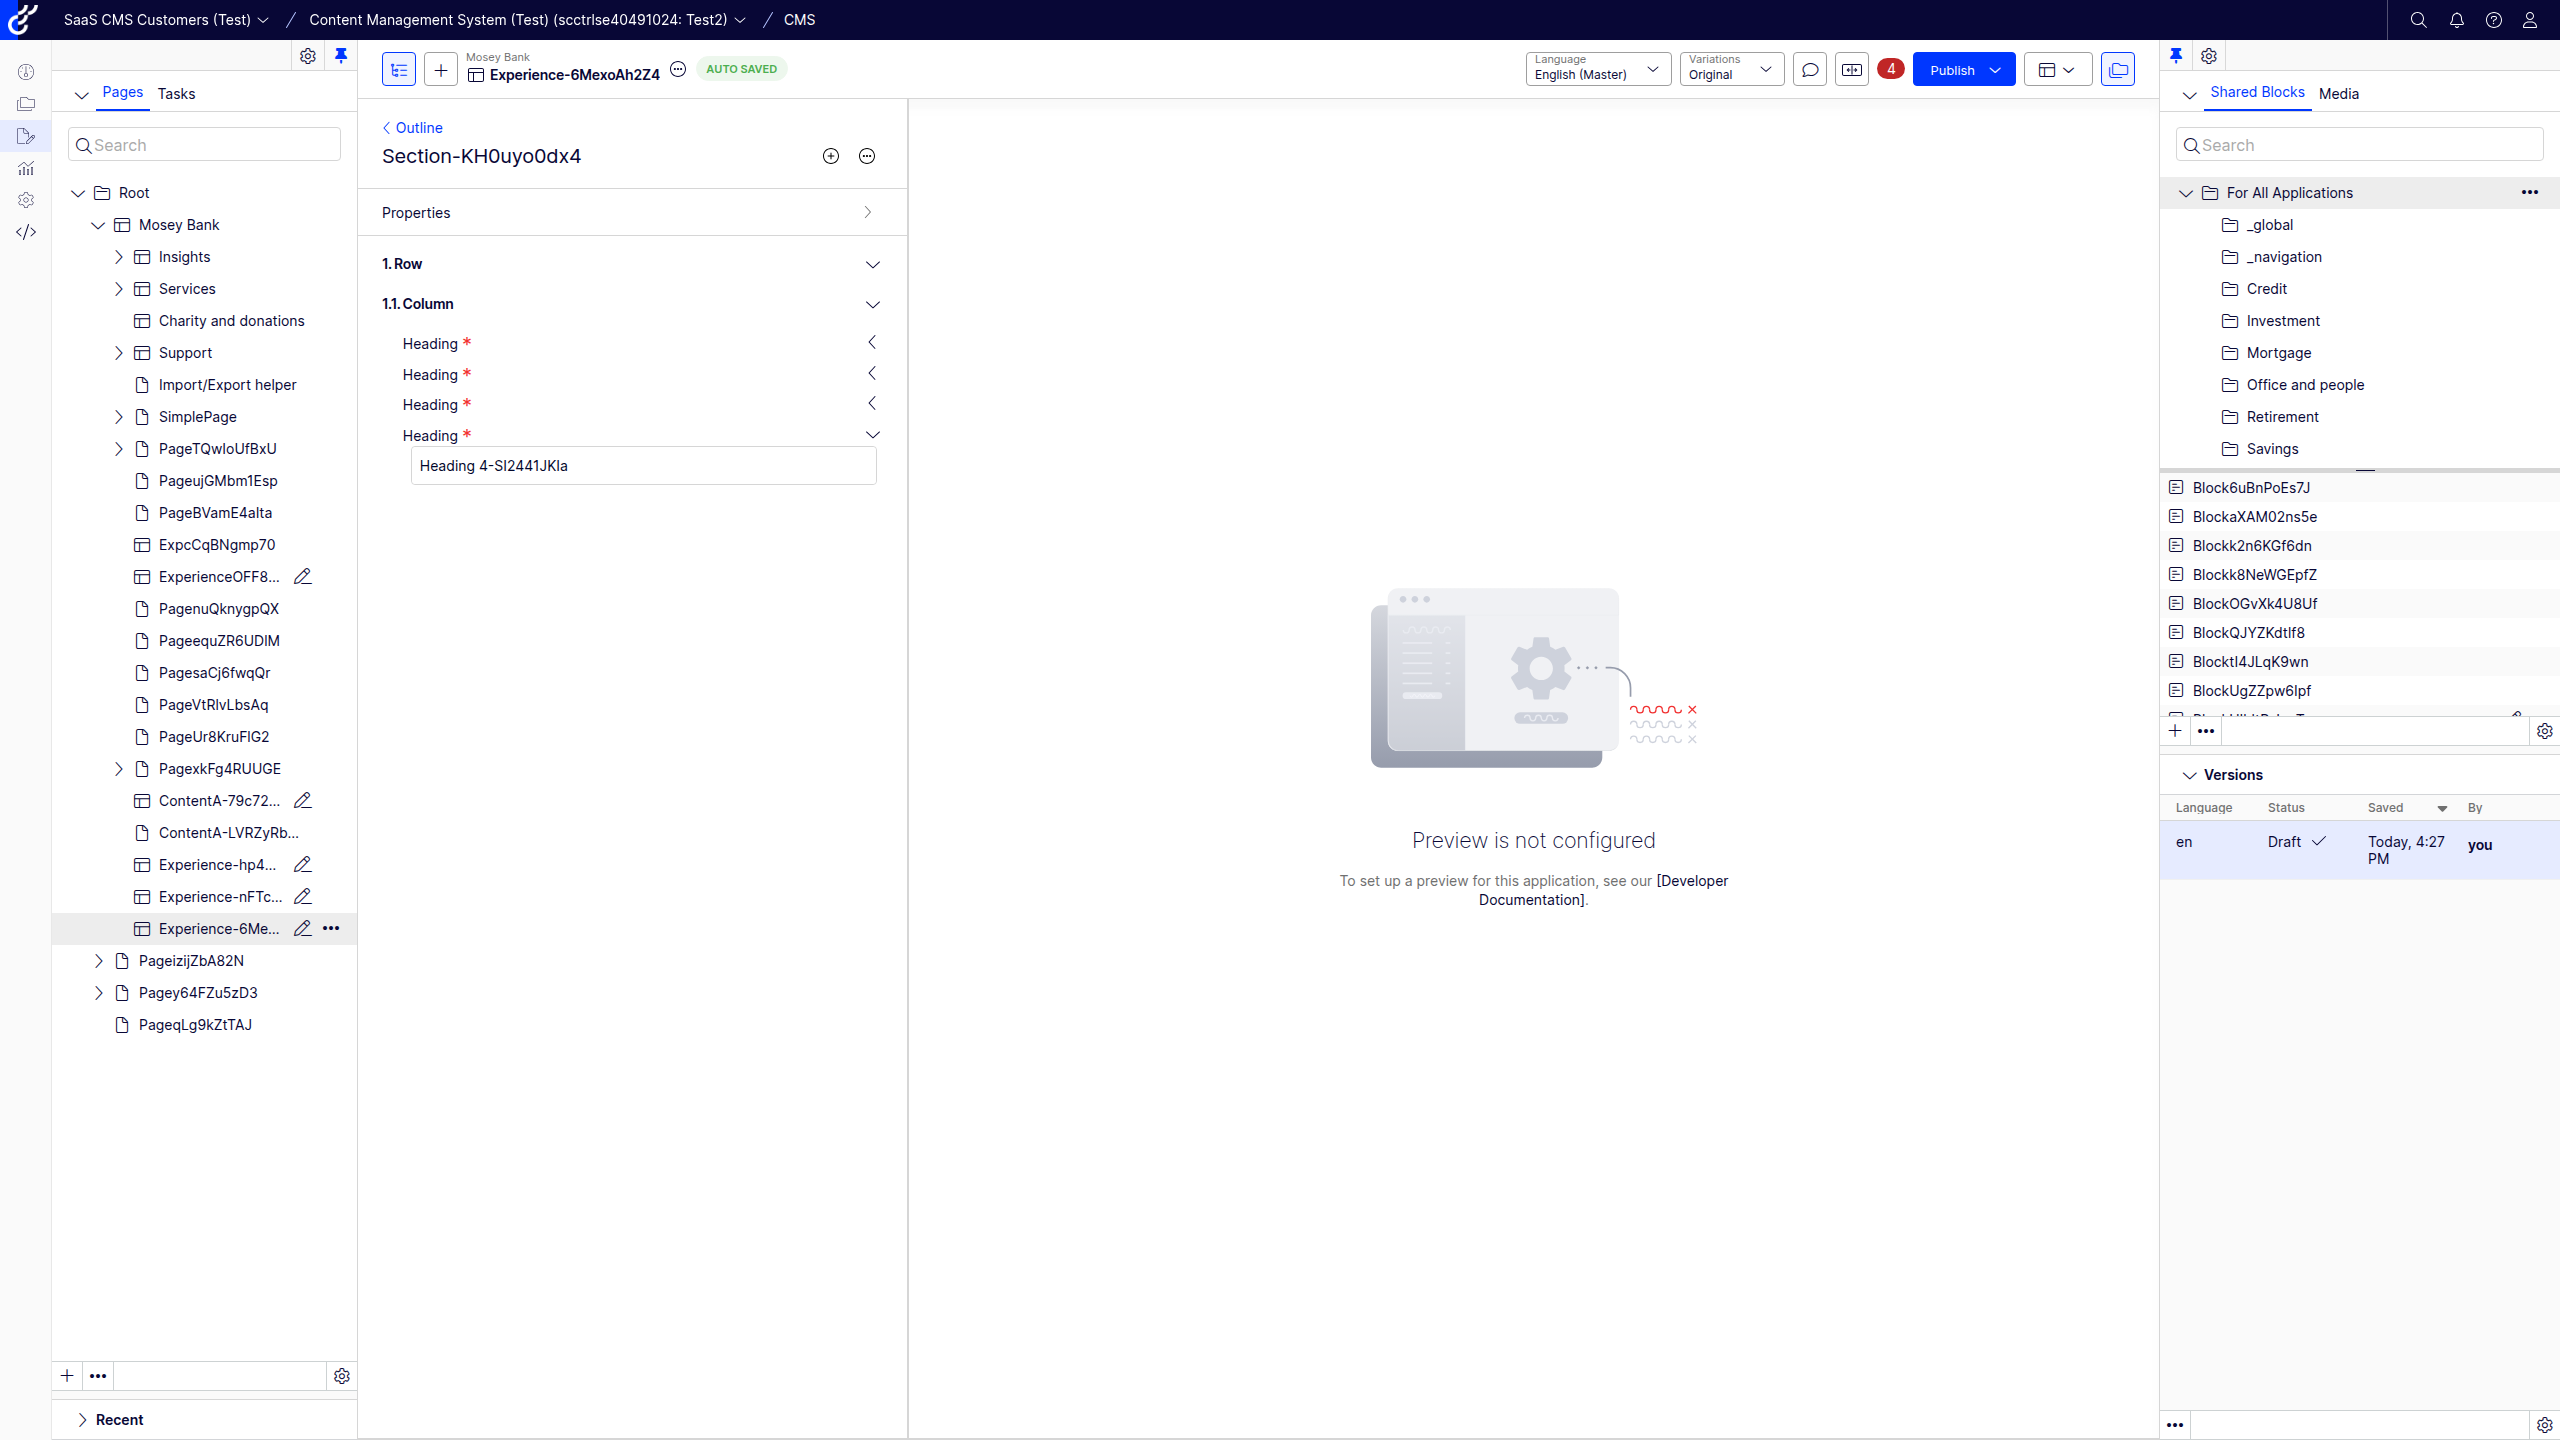 SaaS CMS Customers (Test)
Content Management System (Test) (scctrlse40491024: Test2)
CMS
Pages
Tasks
Search
Root
Mosey Bank
Insights
Services
Charity and donations
Support
Import/Export helper
SimplePage
PageTQwIoUfBxU
PageujGMbm1Esp
PageBVamE4aIta
ExpcCqBNgmp70
ExperienceOFF8...
PagenuQknygpQX
PageequZR6UDIM
PagesaCj6fwqQr
PageVtRlvLbsAq
PageUr8KruFIG2
PagexkFg4RUUGE
ContentA-79c72...
ContentA-LVRZyRb...
Experience-hp4...
Experience-nFTc...
Experience-6Me...
PageizijZbA82N
Pagey64FZu5zD3
PageqLg9kZtTAJ
Recent
Mosey Bank
Experience-6MexoAh2Z4
AUTO SAVED
Language
English (Master)
Variations
Original
4
Publish
Outline
Section-KH0uyo0dx4
Properties
1. Row
1.1. Column
Heading *
Heading *
Heading *
Heading *
Heading 4-SI2441JKla
Preview is not configured
To set up a preview for this application, see our [Developer
Documentation].
Shared Blocks
Media
Search
For All Applications
_global
_navigation
Credit
Investment
Mortgage
Office and people
Retirement
Savings
Block6uBnPoEs7J
BlockaXAM02ns5e
Blockk2n6KGf6dn
Blockk8NeWGEpfZ
BlockOGvXk4U8Uf
BlockQJYZKdtlf8
Blocktl4JLqK9wn
BlockUgZZpw6Ipf
Versions
Language
Status
Saved
By
en
Draft
Today, 4:27
PM
you